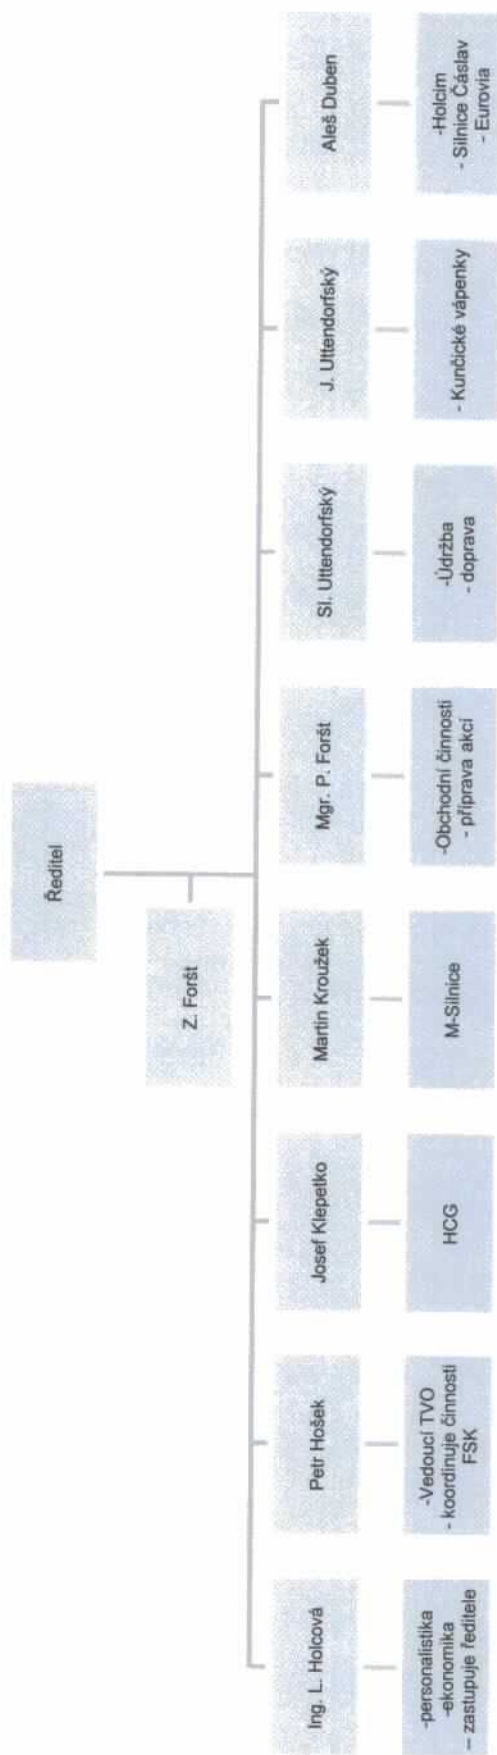 Ředitel
Z. Foršt
Ing. L. Holcová
-personalistika
-ekonomika
– zastupuje ředitele
Petr Hošek
-Vedoucí TVO
- koordinuje činnosti
FSK
Josef Klepetko
HCG
Martin Kroužek
M-Silnice
Mgr. P. Foršt
-Obchodní činnosti
- příprava akcí
Sl. Uttendorfský
-Údržba
- doprava
J. Uttendorfský
- Kunčické vápenky
Aleš Duben
-Holcim
- Silnice Čáslav
- Eurovia